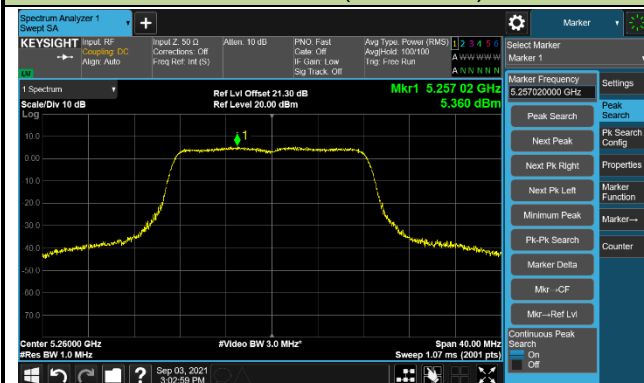 Spectrum Analyzer 1
Swept SA
+
Marker
KEYSIGHT
Input: RF
Coupling: DC
Align: Auto
Input Z: 50 Ω
Corrections: Off
Freq Ref: Int (S)
Atten: 10 dB
PNO: Fast
Gate: Off
IF Gain: Low
Sig Track: Off
Avg Type: Power (RMS)
Avg|Hold: 100/100
Trig: Free Run
1 2 3 4 5 6
A W W W W W
A N N N N N
LM
Select Marker
Marker 1
1 Spectrum
Scale/Div 10 dB
Log
Ref Lvl Offset 21.30 dB
Ref Level 20.00 dBm
Mkr1 5.257 02 GHz
5.360 dBm
1
10.0
0.00
-10.0
-20.0
-30.0
-40.0
-50.0
-60.0
-70.0
Center 5.26000 GHz
#Res BW 1.0 MHz
#Video BW 3.0 MHz*
Span 40.00 MHz
Sweep 1.07 ms (2001 pts)
Marker Frequency
5.257020000 GHz
Peak Search
Next Peak
Next Pk Right
Next Pk Left
Minimum Peak
Pk-Pk Search
Marker Delta
Mkr→CF
Mkr→Ref Lvl
Continuous Peak
Search
On
Off
Settings
Peak
Search
Pk Search
Config
Properties
Marker
Function
Marker→
Counter
?
Sep 03, 2021
3:02:59 PM